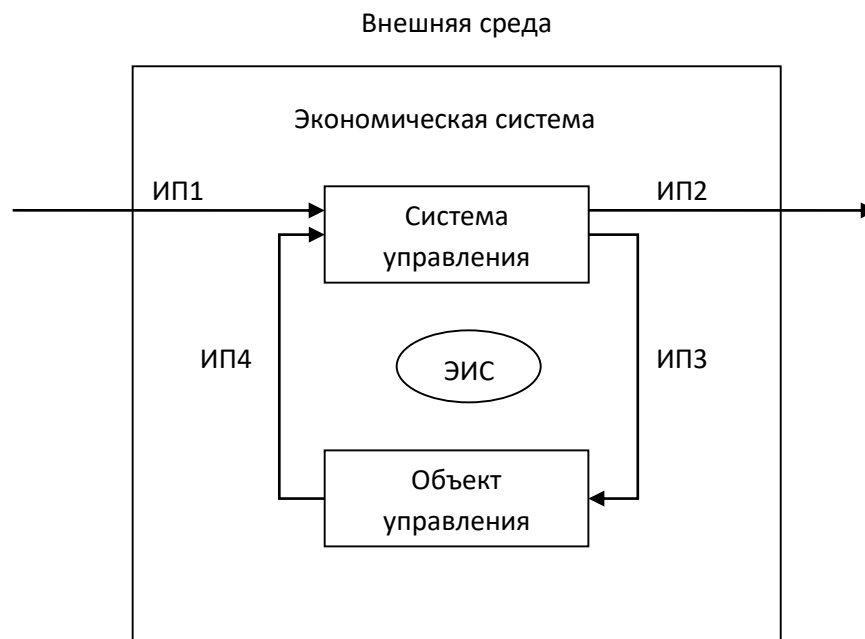 Внешняя среда
Экономическая система
ИП1
ИП2
Система
управления
ИП4
ЭИС
ИП3
Объект
управления